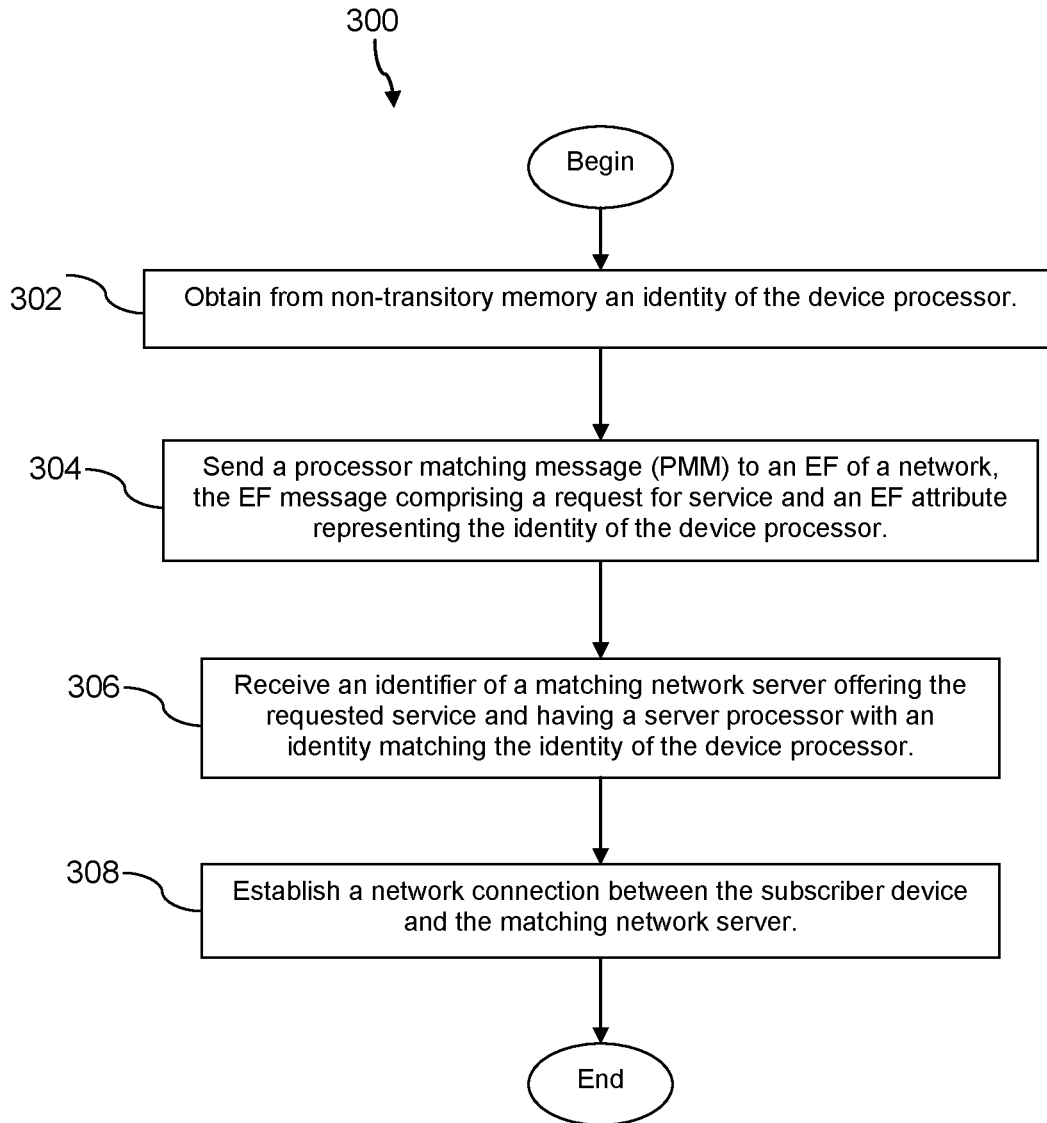 300
Begin
302
Obtain from non-transitory memory an identity of the device processor.
304
Send a processor matching message (PMM) to an EF of a network,
the EF message comprising a request for service and an EF attribute
representing the identity of the device processor.
306
Receive an identifier of a matching network server offering the
requested service and having a server processor with an
identity matching the identity of the device processor.
308
Establish a network connection between the subscriber device
and the matching network server.
End